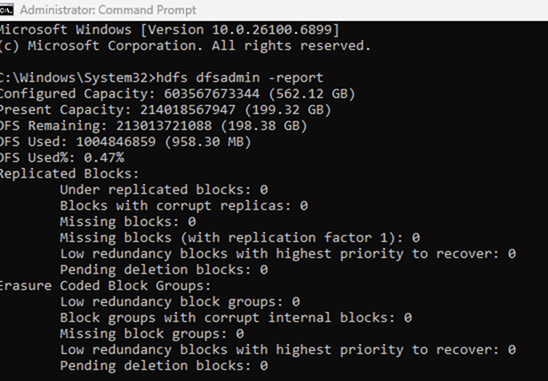 Administrator: Command Prompt
Microsoft Windows [Version 10.0.26100.6899]
(c) Microsoft Corporation. All rights reserved.
C:\Windows\System32>hdfs dfsadmin -report
Configured Capacity: 603567673344 (562.12 GB)
Present Capacity: 214018567947 (199.32 GB)
DFS Remaining: 213013721088 (198.38 GB)
DFS Used: 1004846859 (958.30 MB)
DFS Used%: 0.47%
Replicated Blocks:
Under replicated blocks: 0
Blocks with corrupt replicas: 0
Missing blocks: 0
Missing blocks (with replication factor 1): 0
Low redundancy blocks with highest priority to recover: 0
Pending deletion blocks: 0
Erasure Coded Block Groups:
Low redundancy block groups: 0
Block groups with corrupt internal blocks: 0
Missing block groups: 0
Low redundancy blocks with highest priority to recover: 0
Pending deletion blocks: 0